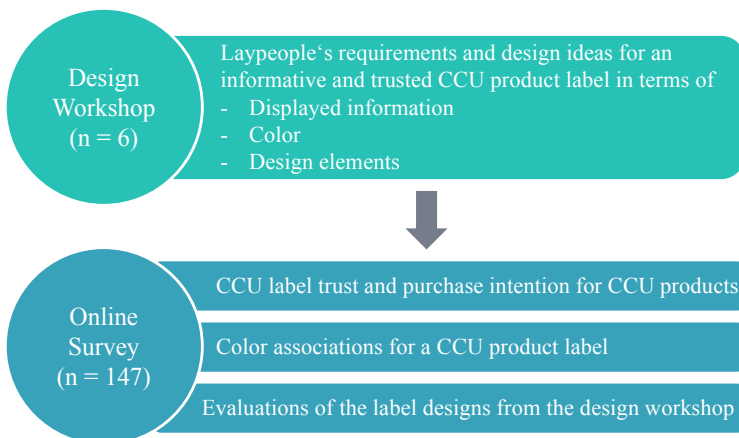 Design
Workshop
(n = 6)
Laypeople‘s requirements and design ideas for an
informative and trusted CCU product label in terms of
- Displayed information
- Color
- Design elements
Online
Survey
(n = 147)
CCU label trust and purchase intention for CCU products
Color associations for a CCU product label
Evaluations of the label designs from the design workshop